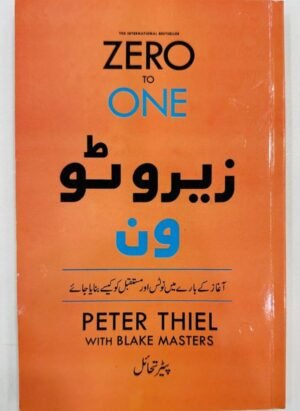 THE INTERNATIONAL BESTSELLER
ZERO
TO
ONE
زیرو ٹو
ون
آغاز کے بارے میں نوٹس اور مستقبل کو کیسے بنایا جائے
PETER THIEL
WITH BLAKE MASTERS
پیٹر تھائل